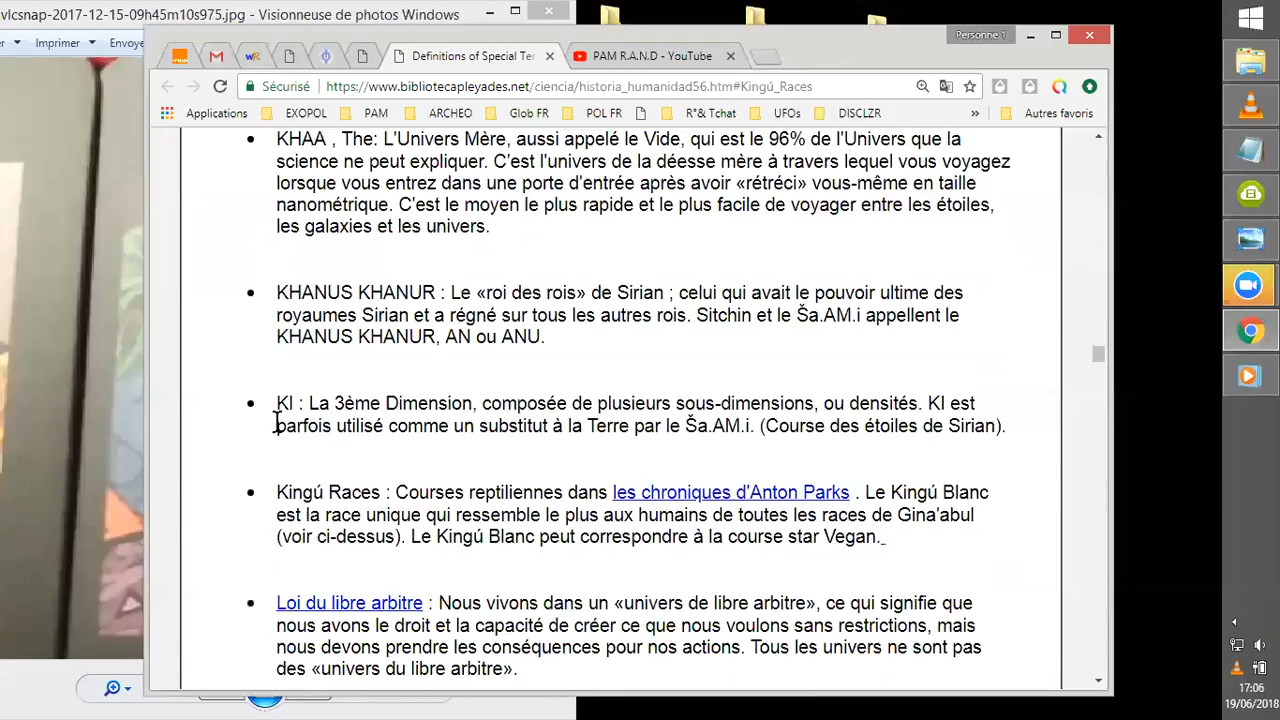 vlcsnap-2017-12-15-09h45m10s975.jpg - Visionneuse de photos Windows
Imprimer
Envoye
Personne 1
Definitions of Special Ter
PAM R.A.N.D - YouTube
Sécurisé
https://www.bibliotecapleyades.net/ciencia/historia_humanidad56.htm#Kingú_Races
Applications EXOPOL PAM ARCHEO Glob FR POL FR R°& Tchat UFOs DISCLZR » Autres favoris
• KHAA , The: L'Univers Mère, aussi appelé le Vide, qui est le 96% de l'Univers que la
science ne peut expliquer. C'est l'univers de la déesse mère à travers lequel vous voyagez
lorsque vous entrez dans une porte d'entrée après avoir «rétréci» vous-même en taille
nanométrique. C'est le moyen le plus rapide et le plus facile de voyager entre les étoiles,
les galaxies et les univers.
• KHANUS KHANUR : Le «roi des rois» de Sirian ; celui qui avait le pouvoir ultime des
royaumes Sirian et a régné sur tous les autres rois. Sitchin et le Ša.AM.i appellent le
KHANUS KHANUR, AN ou ANU.
• KI : La 3ème Dimension, composée de plusieurs sous-dimensions, ou densités. KI est
parfois utilisé comme un substitut à la Terre par le Ša.AM.i. (Course des étoiles de Sirian).
• Kingú Races : Courses reptiliennes dans les chroniques d'Anton Parks . Le Kingú Blanc
est la race unique qui ressemble le plus aux humains de toutes les races de Gina'abul
(voir ci-dessus). Le Kingú Blanc peut correspondre à la course star Vegan.
• Loi du libre arbitre : Nous vivons dans un «univers de libre arbitre», ce qui signifie que
nous avons le droit et la capacité de créer ce que nous voulons sans restrictions, mais
nous devons prendre les conséquences pour nos actions. Tous les univers ne sont pas
des «univers du libre arbitre».
17:06
19/06/2018